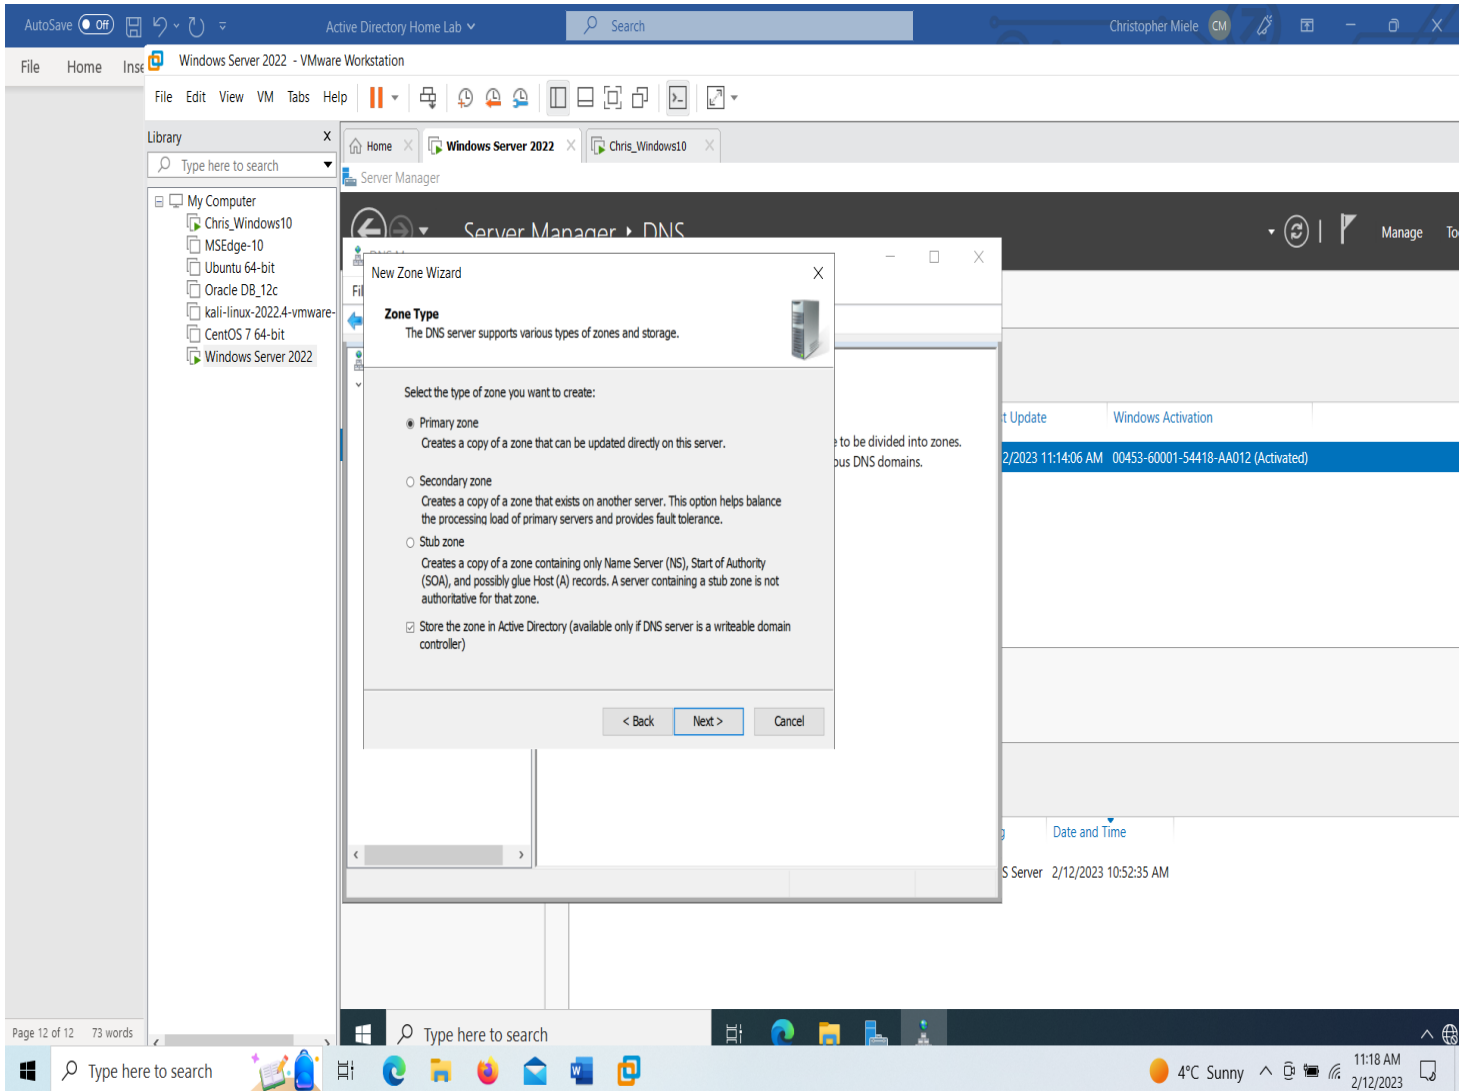 AutoSave Off
Active Directory Home Lab
Search
Christopher Miele CM
File Home Inse
Windows Server 2022 - VMware Workstation
File Edit View VM Tabs Help
Library X
Type here to search
Home Windows Server 2022 Chris_Windows10
Server Manager
My Computer
Chris_Windows10
MSEdge-10
Ubuntu 64-bit
Oracle DB_12c
kali-linux-2022.4-vmware-
CentOS 7 64-bit
Windows Server 2022
Server Manager DNS
Manage To
Fil
New Zone Wizard X
Zone Type
The DNS server supports various types of zones and storage.
Select the type of zone you want to create:
Primary zone
Creates a copy of a zone that can be updated directly on this server.
Secondary zone
Creates a copy of a zone that exists on another server. This option helps balance
the processing load of primary servers and provides fault tolerance.
Stub zone
Creates a copy of a zone containing only Name Server (NS), Start of Authority
(SOA), and possibly glue Host (A) records. A server containing a stub zone is not
authoritative for that zone.
Store the zone in Active Directory (available only if DNS server is a writeable domain
controller)
< Back Next > Cancel
to be divided into zones.
ous DNS domains.
t Update Windows Activation
2/2023 11:14:06 AM 00453-60001-54418-AA012 (Activated)
g Date and Time
S Server 2/12/2023 10:52:35 AM
Page 12 of 12 73 words
Type here to search
Type here to search
4°C Sunny
11:18 AM
2/12/2023